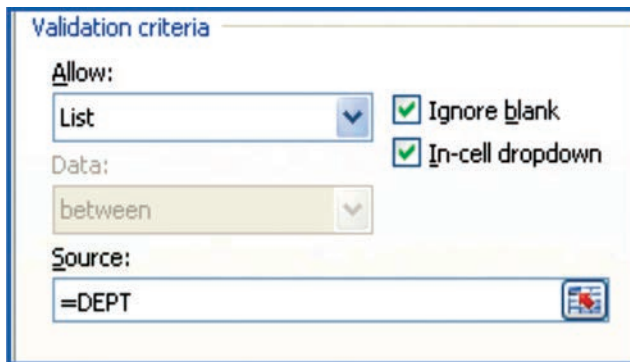 Validation criteria
Allow:
List
Ignore blank
In-cell dropdown
Data:
between
Source:
=DEPT